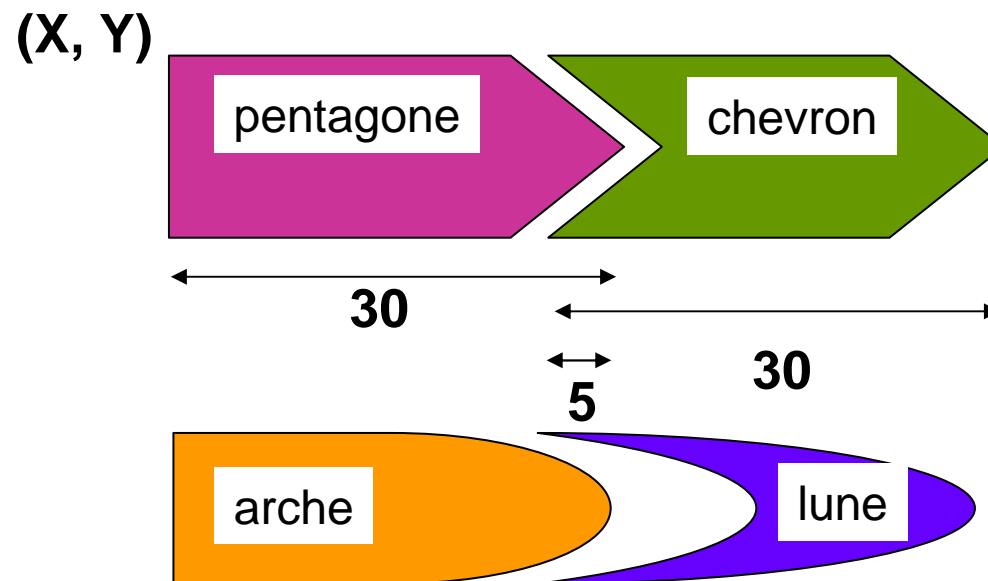 (X, Y)
pentagone
chevron
30
30
5
arche
lune